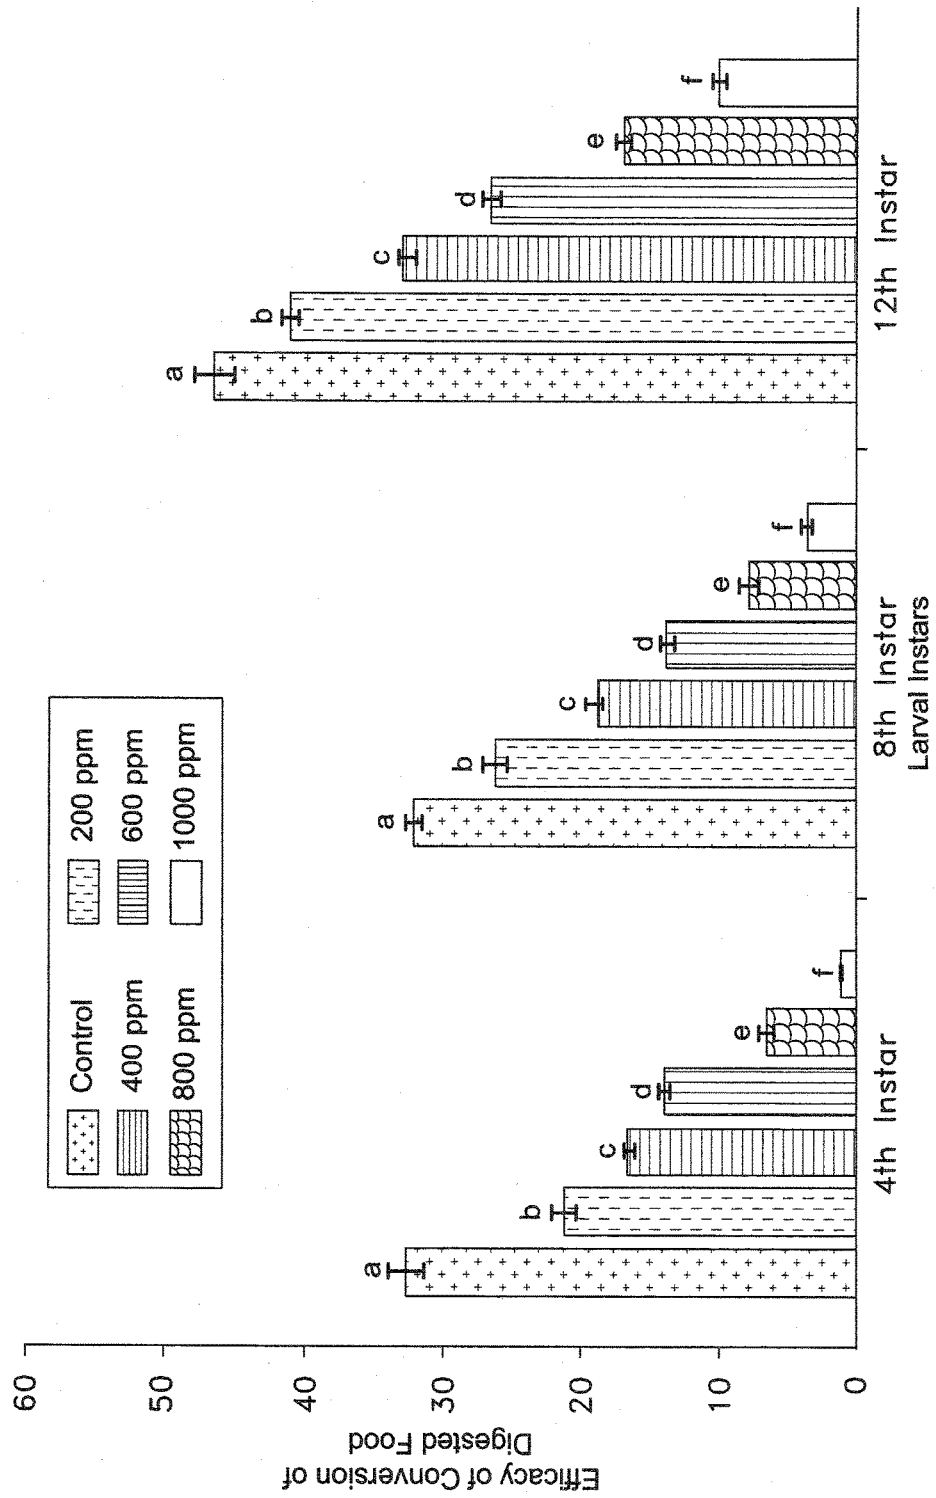 Efficacy of Conversion of
Digested Food
60
50
40
30
20
10
0
Control 200 ppm
400 ppm 600 ppm
800 ppm 1000 ppm
a b c d e f
a b c d e f
a b c d e f
4th Instar 8th Instar 12th Instar
Larval Instars